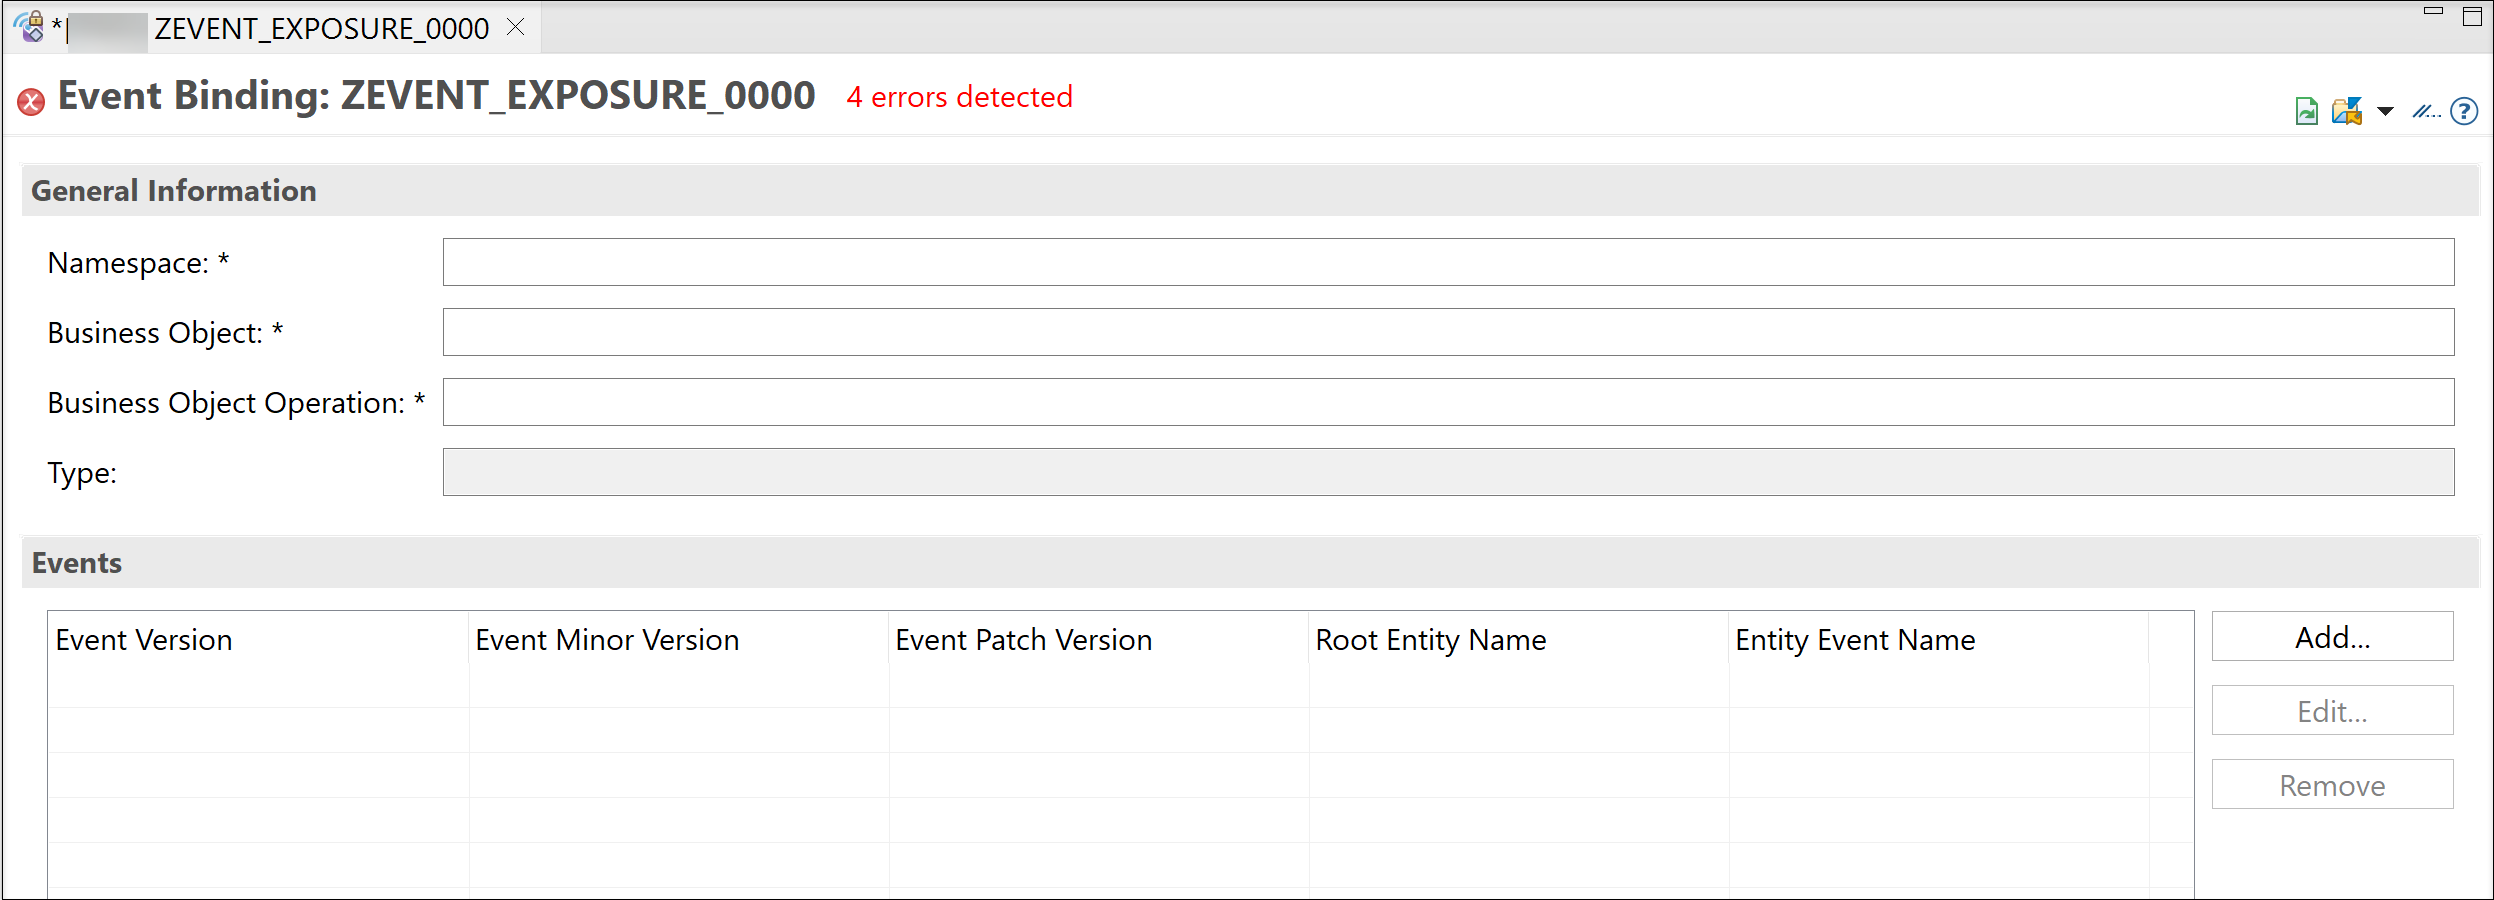 * ZEVENT_EXPOSURE_0000
Event Binding: ZEVENT_EXPOSURE_0000 4 errors detected
General Information
Namespace: *
Business Object: *
Business Object Operation: *
Type:
Events
Event Version Event Minor Version Event Patch Version Root Entity Name Entity Event Name
Add...
Edit...
Remove